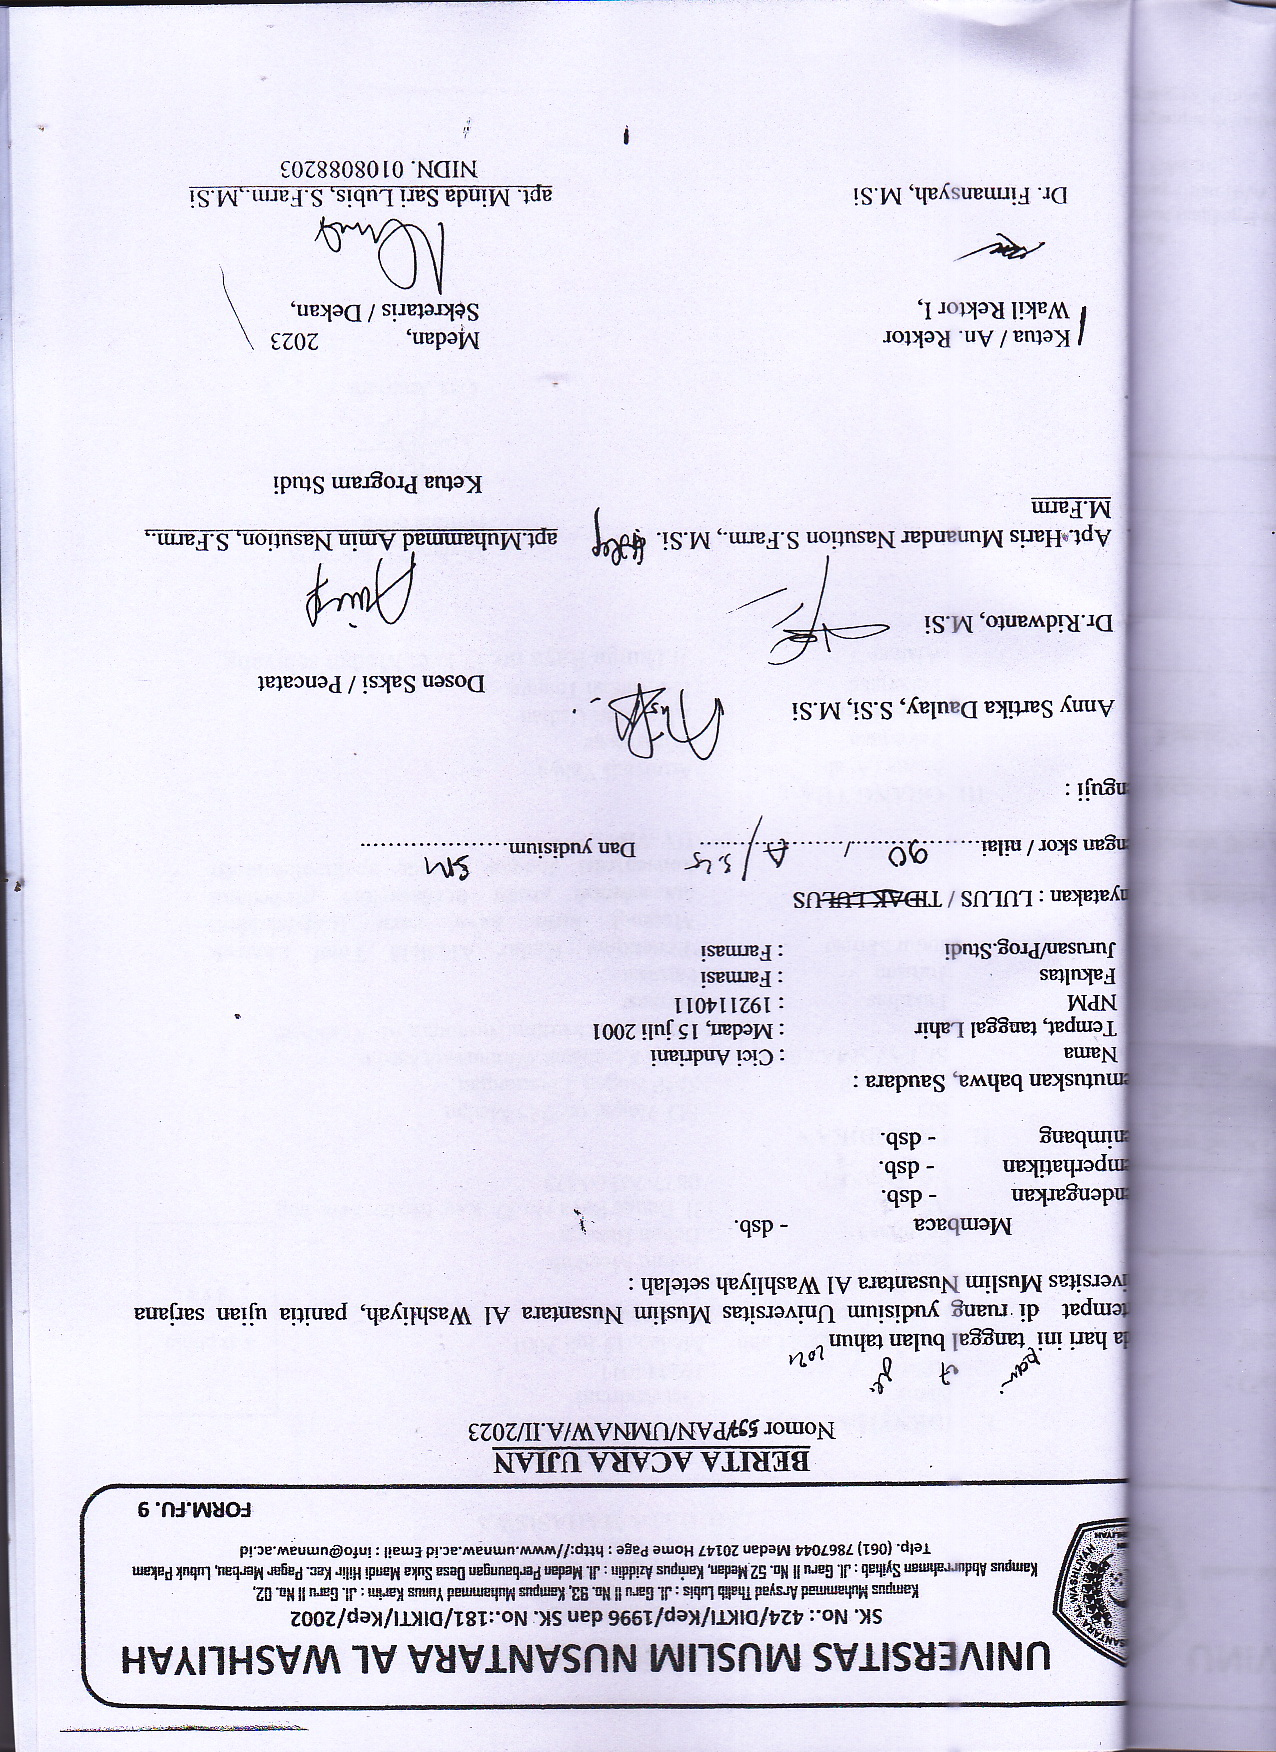 UNIVERSITAS MUSLIM NUSANTARA AL WASHLIYAH
SK. No.: 424/DIKTI/Kep/1996 dan SK. No.:181/DIKTI/Kep/2002
Kampus Muhammad Arsyad Thalib Lubis : Jl. Garu II No. 93, Kampus Muhammad Yunus Karim : Jl. Garu II No. 02,
Kampus Abdurrahman Syihab : Jl. Garu II No. 52 Medan, Kampus Aziddin : Jl. Medan Perbaungan Desa Suka Mandi Hilir Kec. Pagar Merbau, Lubuk Pakam
Telp. (061) 7867044 Medan 20147 Home Page : http://www.umnaw.ac.id Email : info@umnaw.ac.id
FORM.FU. 9
BERITA ACARA UJIAN
Nomor 597/PAN/UMNAW/A.II/2023
da hari ini tanggal bulan tahun
tempat di ruang yudisium Universitas Muslim Nusantara Al Washliyah, panitia ujian sarjana
iversitas Muslim Nusantara Al Washliyah setelah :
Membaca - dsb.
endengarkan - dsb.
emperhatikan - dsb.
enimbang - dsb.
emutuskan bahwa, Saudara :
Nama : Cici Andriani
Tempat, tanggal Lahir : Medan, 15 juli 2001
NPM : 192114011
Fakultas : Farmasi
Jurusan/Prog.Studi : Farmasi
nyatakan : LULUS / TIDAK LULUS
ngan skor / nilai 90 / A / Dan yudisium SM
nguji :
Anny Sartika Daulay, S.Si, M.Si
Dosen Saksi / Pencatat
Dr.Ridwanto, M.Si
Apt. Haris Munandar Nasution S.Farm., M.Si.
apt.Muhammad Amin Nasution, S.Farm.,
M.Farm
Ketua Program Studi
Ketua / An. Rektor
Wakil Rektor I,
Medan, 2023
Sekretaris / Dekan,
Dr. Firmansyah, M.Si
apt. Minda Sari Lubis, S.Farm.,M.Si
NIDN. 0108088203